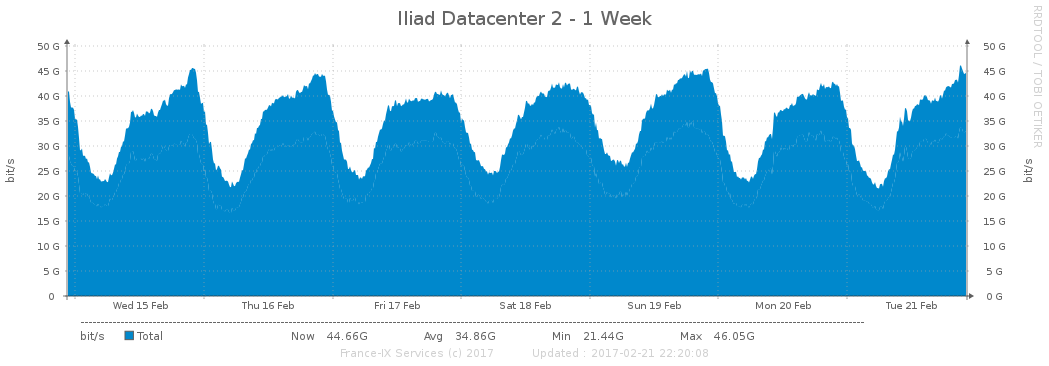 Iliad Datacenter 2 - 1 Week
RRDTOOL / TOBI OETIKER
50 G 50 G
45 G 45 G
40 G 40 G
35 G 35 G
30 G 30 G
25 G 25 G
20 G 20 G
15 G 15 G
10 G 10 G
5 G 5 G
0 0 G
bit/s bit/s
Wed 15 Feb Thu 16 Feb Fri 17 Feb Sat 18 Feb Sun 19 Feb Mon 20 Feb Tue 21 Feb
bit/s Total Now 44.66G Avg 34.86G Min 21.44G Max 46.05G
France-IX Services (c) 2017 Updated : 2017-02-21 22:20:08